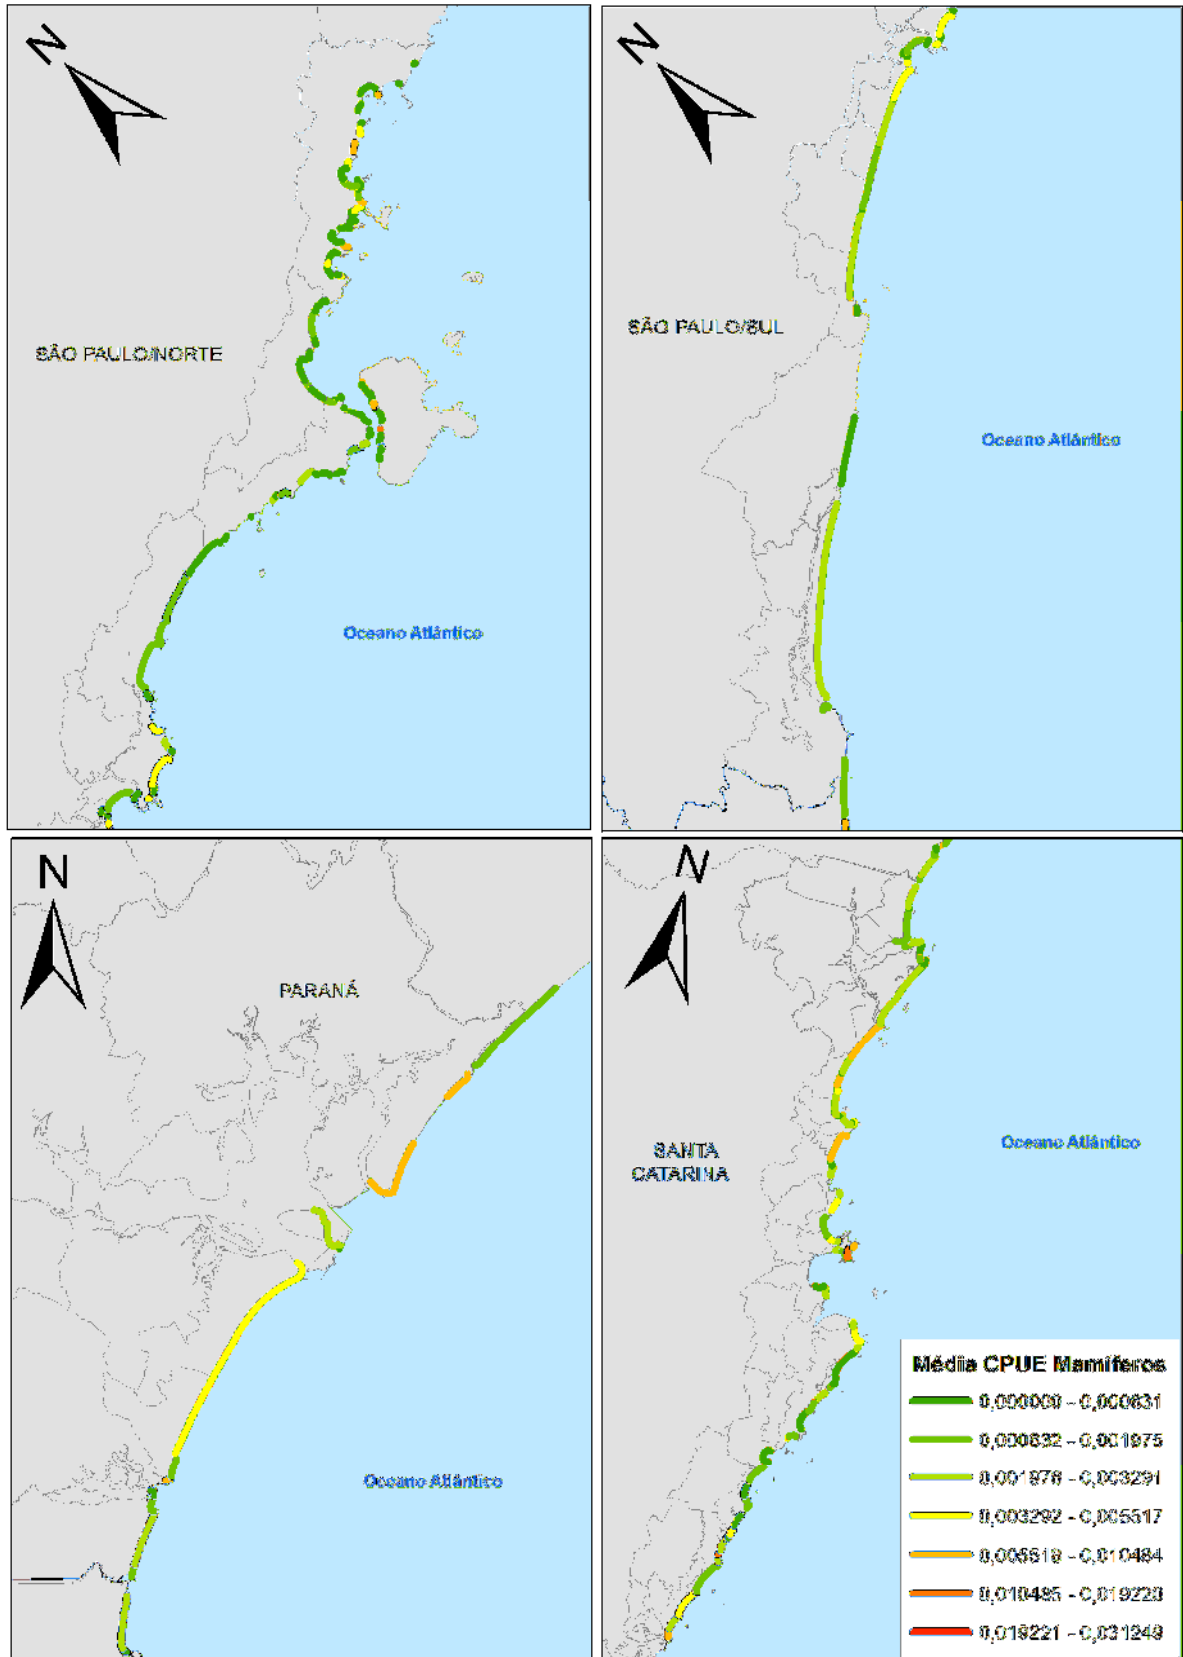 N
SÃO PAULO/NORTE
Oceano Atlântico
N
SÃO PAULO/SUL
Oceano Atlântico
N
PARANÁ
Oceano Atlântico
N
SANTA
CATARINA
Oceano Atlântico
Média CPUE Mamíferos
0,000000 - 0,000831
0,000832 - 0,001975
0,001976 - 0,003291
0,003292 - 0,005517
0,005518 - 0,010484
0,010485 - 0,019220
0,019221 - 0,031249